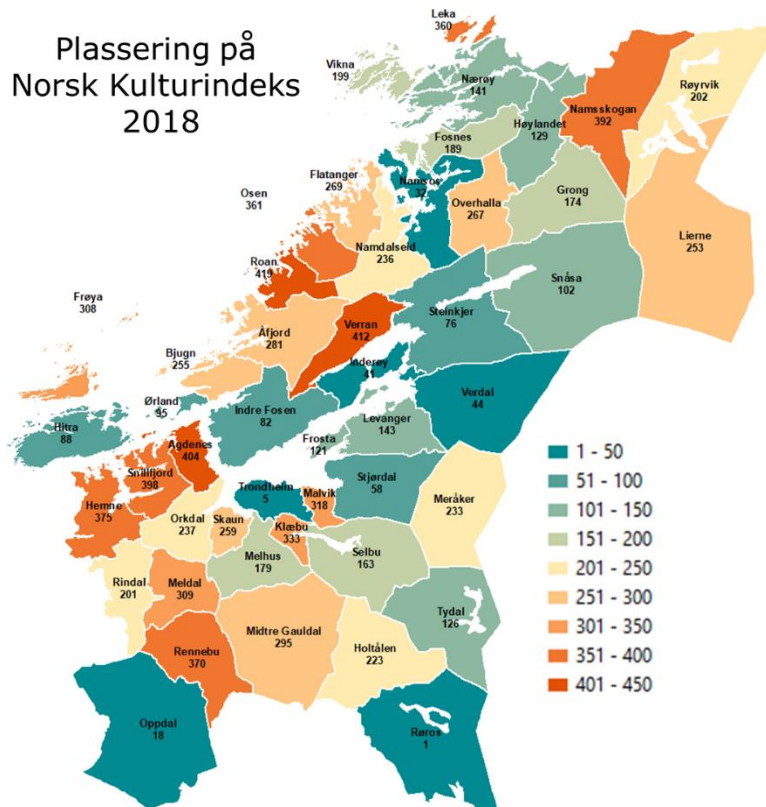 Plassering på
Norsk Kulturindeks
2018
Leka
360
Vikna
199
Nærøy
141
Røyrvik
202
Namsskogan
392
Høylandet
129
Fosnes
189
Flatanger
269
Namsos
32
Osen
361
Overhalla
267
Grong
174
Lierne
253
Namdalseid
236
Roan
419
Snåsa
102
Frøya
308
Steinkjer
76
Verran
412
Åfjord
281
Bjugn
255
Inderøy
41
Verdal
44
Ørland
95
Indre Fosen
82
Levanger
143
Hitra
88
Frosta
121
Agdenes
404
Snillfjord
398
Trondheim
5
Malvik
318
Stjørdal
58
Meråker
233
Hemne
375
Orkdal
237
Skaun
259
Klæbu
333
Melhus
179
Selbu
163
Rindal
201
Meldal
309
Tydal
126
Midtre Gauldal
295
Holtålen
223
Rennebu
370
Oppdal
18
Røros
1
1 - 50
51 - 100
101 - 150
151 - 200
201 - 250
251 - 300
301 - 350
351 - 400
401 - 450